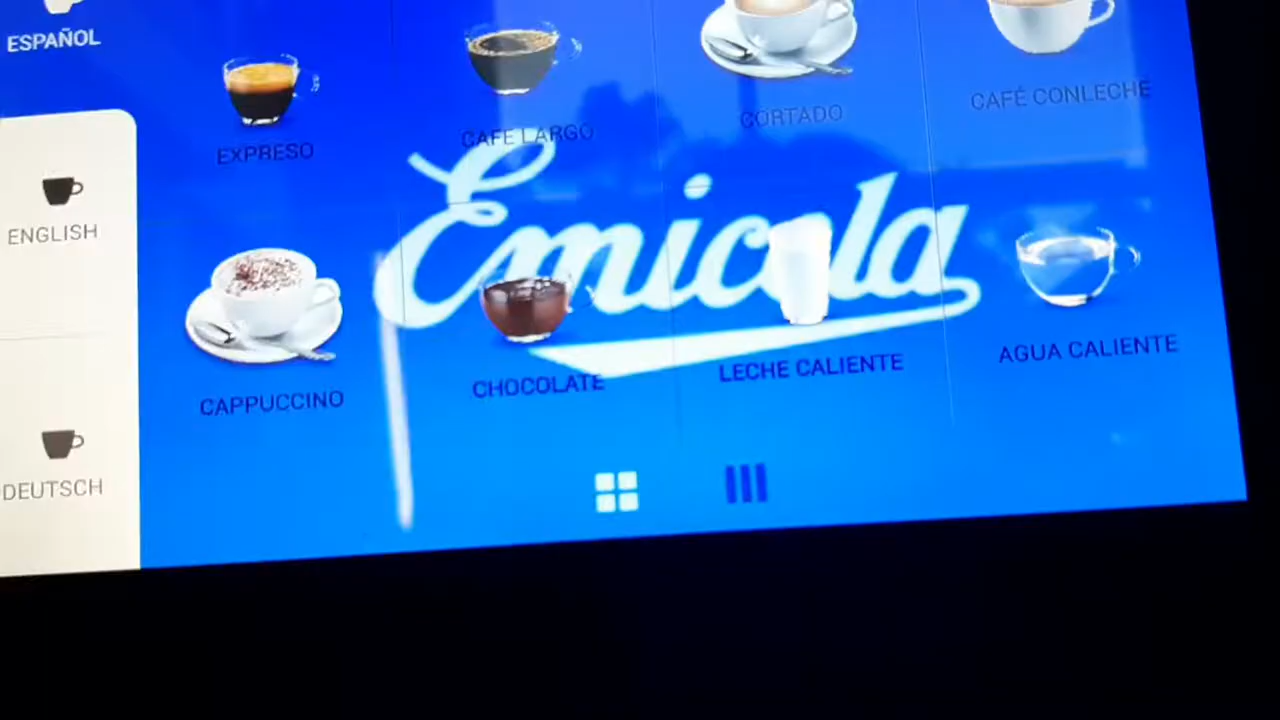 ESPAÑOL
ENGLISH
DEUTSCH
EXPRESO
CAFE LARGO
CORTADO
CAFÉ CONLECHE
Emicela
CAPPUCCINO
CHOCOLATE
LECHE CALIENTE
AGUA CALIENTE